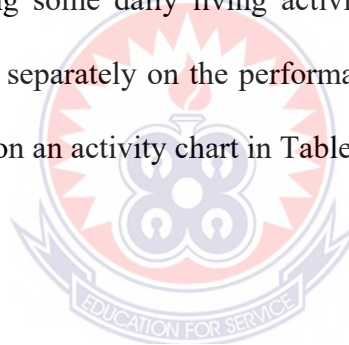 ng some daily living activi
separately on the performa
on an activity chart in Table
EDUCATION FOR SERVICE